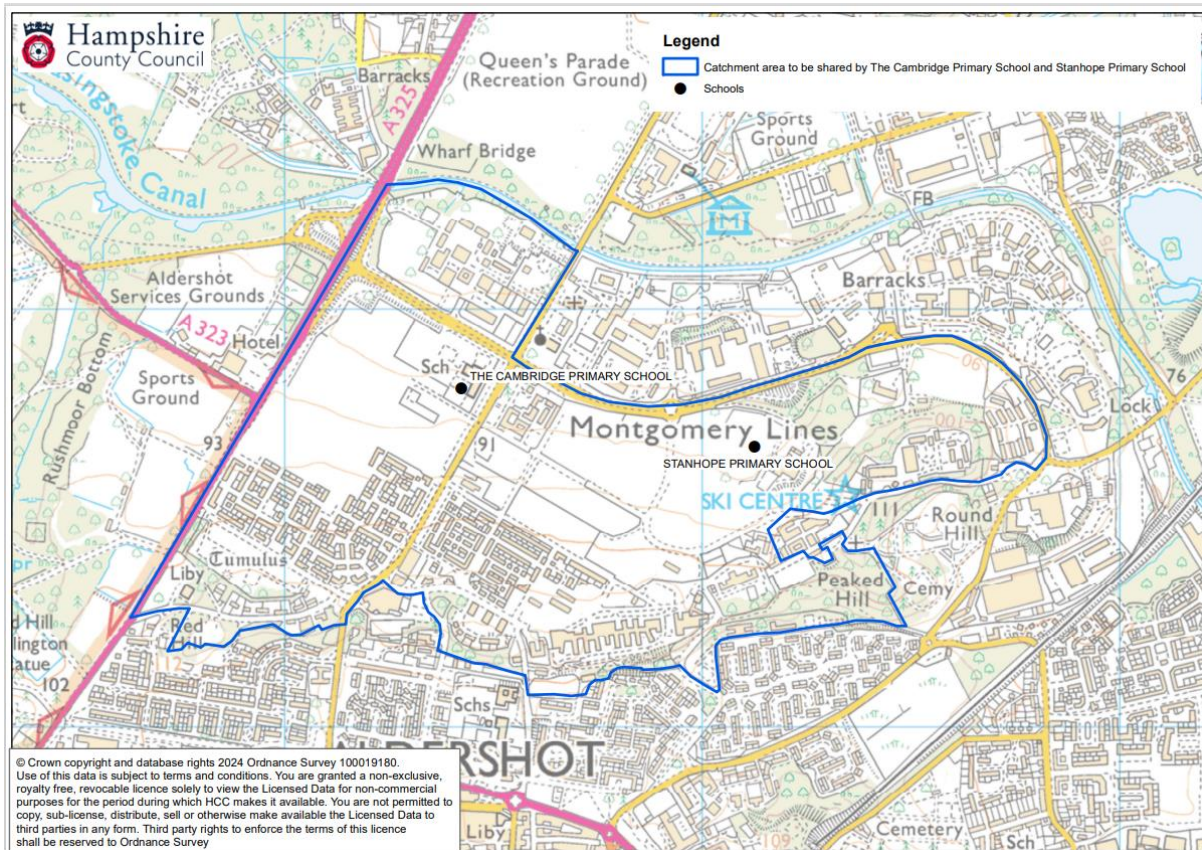 Hampshire
County Council
Legend
Catchment area to be shared by The Cambridge Primary School and Stanhope Primary School
Schools
Barracks
A 325
Queen's Parade
(Recreation Ground)
Sports
Ground
Wharf Bridge
Canal
FB
Aldershot
Services Grounds
Barracks
A 323
Hotel
Rushmoor Bottom
Sports
Ground
Sch
THE CAMBRIDGE PRIMARY SCHOOL
76
Lock
93
91
Montgomery Lines
STANHOPE PRIMARY SCHOOL
100
90
SKI CENTRE
111
Round
Hill
Tumulus
Liby
Peaked
Hill
Cemy
Red
Hill
112
102
Schs
© Crown copyright and database rights 2024 Ordnance Survey 100019180.
Use of this data is subject to terms and conditions. You are granted a non-exclusive,
royalty free, revocable licence solely to view the Licensed Data for non-commercial
purposes for the period during which HCC makes it available. You are not permitted to
copy, sub-license, distribute, sell or otherwise make available the Licensed Data to
third parties in any form. Third party rights to enforce the terms of this licence
shall be reserved to Ordnance Survey
Liby
109
Cemetery
Sch